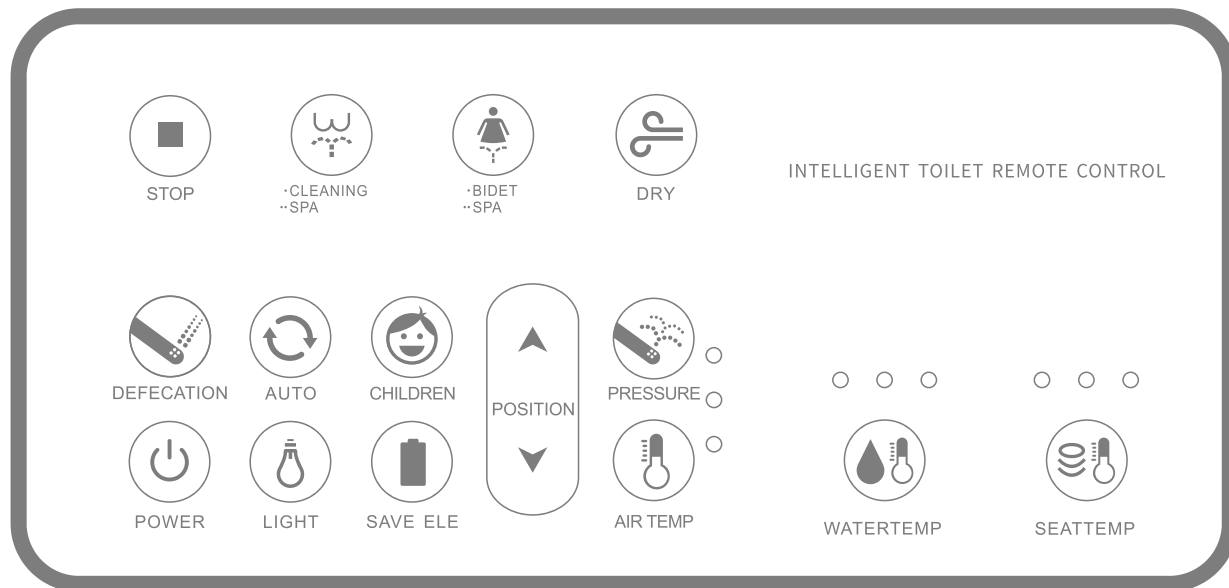 STOP
·CLEANING
··SPA
·BIDET
··SPA
DRY
INTELLIGENT TOILET REMOTE CONTROL
DEFECATION
AUTO
CHILDREN
POSITION
PRESSURE
POWER
LIGHT
SAVE ELE
AIR TEMP
WATERTEMP
SEATTEMP